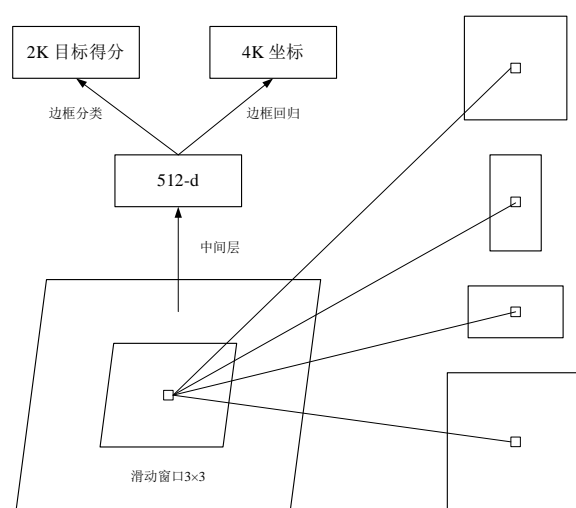 2K 目标得分
4K 坐标
边框分类
边框回归
512-d
中间层
滑动窗口3×3